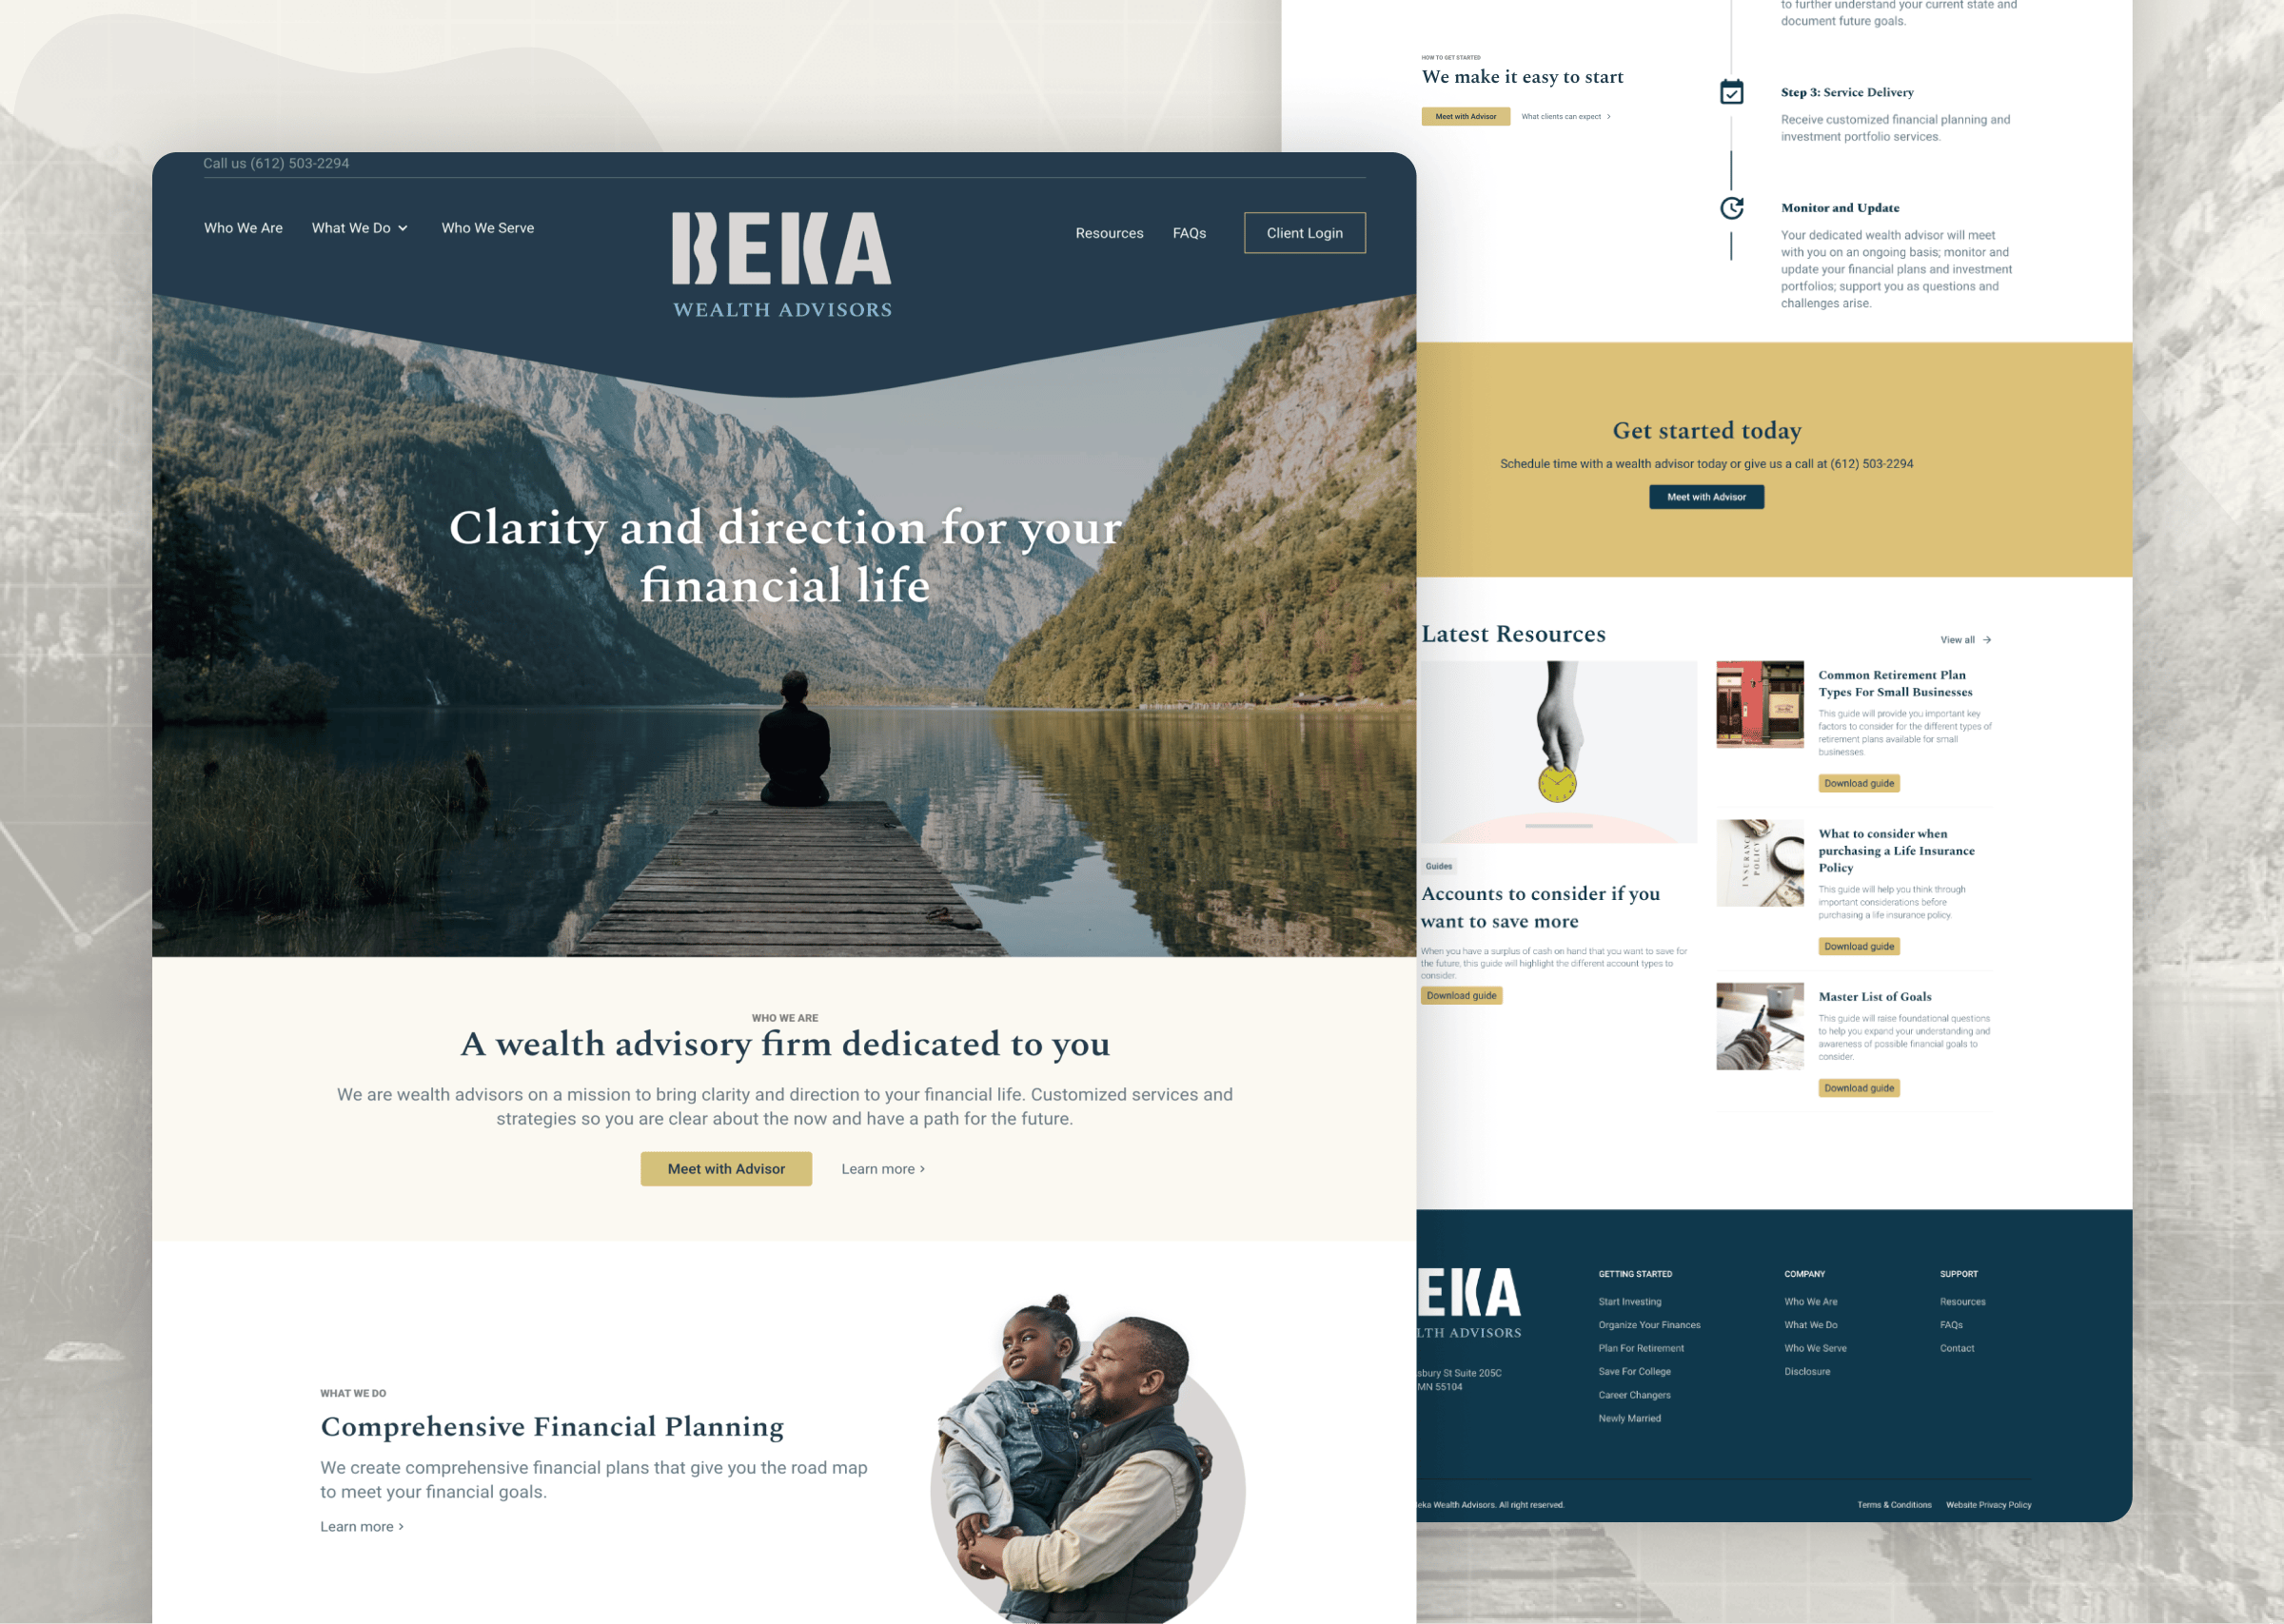 Call us (612) 503-2294
Who We Are
What We Do
Who We Serve
BEKA
WEALTH ADVISORS
Resources
FAQs
Client Login
Clarity and direction for your
financial life
WHO WE ARE
A wealth advisory firm dedicated to you
We are wealth advisors on a mission to bring clarity and direction to your financial life. Customized services and
strategies so you are clear about the now and have a path for the future.
Meet with Advisor
Learn more ›
WHAT WE DO
Comprehensive Financial Planning
We create comprehensive financial plans that give you the road map
to meet your financial goals.
Learn more ›
to further understand your current state and
document future goals.
HOW TO GET STARTED
We make it easy to start
Meet with Advisor
What clients can expect ›
Step 3: Service Delivery
Receive customized financial planning and
investment portfolio services.
Monitor and Update
Your dedicated wealth advisor will meet
with you on an ongoing basis; monitor and
update your financial plans and investment
portfolios; support you as questions and
challenges arise.
Get started today
Schedule time with a wealth advisor today or give us a call at (612) 503-2294
Meet with Advisor
Latest Resources
View all →
Guides
Accounts to consider if you
want to save more
When you have a surplus of cash on hand that you want to save for
the future, this guide will highlight the different account types to
consider.
Download guide
Common Retirement Plan
Types For Small Businesses
This guide will provide you important key
factors to consider for the different types of
retirement plans available for small
businesses.
Download guide
INSURANCE
POLICY
What to consider when
purchasing a Life Insurance
Policy
This guide will help you think through
important considerations before
purchasing a life insurance policy.
Download guide
Master List of Goals
This guide will raise foundational questions
to help you expand your understanding and
awareness of possible financial goals to
consider.
Download guide
EKA
LTH ADVISORS
sbury St Suite 205C
MN 55104
GETTING STARTED
Start Investing
Organize Your Finances
Plan For Retirement
Save For College
Career Changers
Newly Married
COMPANY
Who We Are
What We Do
Who We Serve
Disclosure
SUPPORT
Resources
FAQs
Contact
eka Wealth Advisors. All right reserved.
Terms & Conditions
Website Privacy Policy